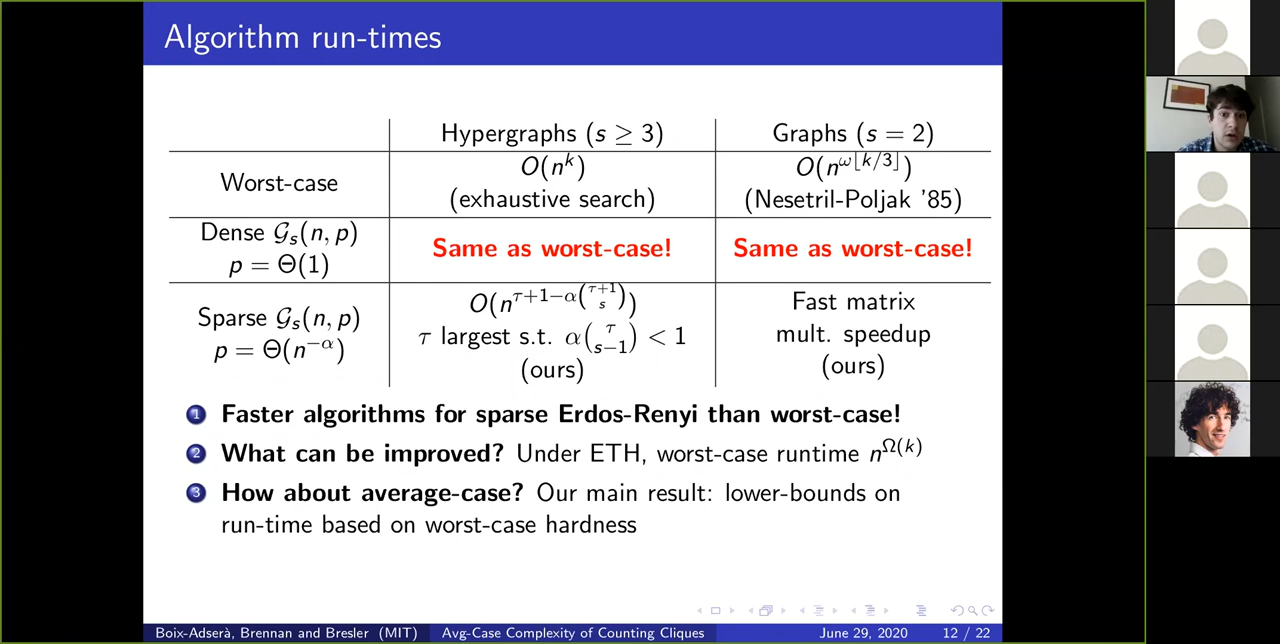 Algorithm run-times
Hypergraphs (s ≥ 3)
Graphs (s = 2)
Worst-case
O(n^k)
(exhaustive search)
O(n^{ω⌊k/3⌋})
(Nesetril-Poljak '85)
Dense 𝒢_s(n, p)
p = Θ(1)
Same as worst-case!
Same as worst-case!
Sparse 𝒢_s(n, p)
p = Θ(n^{−α})
O(n^{τ+1−α\binom{τ+1}{s}})
τ largest s.t. α\binom{τ}{s−1} < 1
(ours)
Fast matrix
mult. speedup
(ours)
1 Faster algorithms for sparse Erdos-Renyi than worst-case!
2 What can be improved? Under ETH, worst-case runtime n^{Ω(k)}
3 How about average-case? Our main result: lower-bounds on
run-time based on worst-case hardness
Boix-Adserà, Brennan and Bresler (MIT)
Avg-Case Complexity of Counting Cliques
June 29, 2020
12 / 22